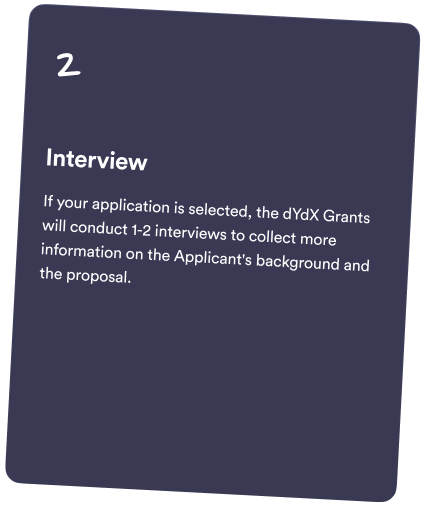 2
Interview
If your application is selected, the dYdX Grants
will conduct 1-2 interviews to collect more
information on the Applicant's background and
the proposal.